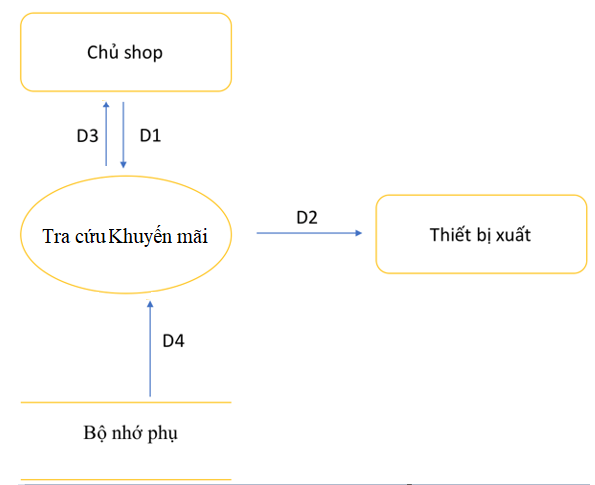 Chủ shop
D3
D1
Tra cứu Khuyến mãi
D2
Thiết bị xuất
D4
Bộ nhớ phụ